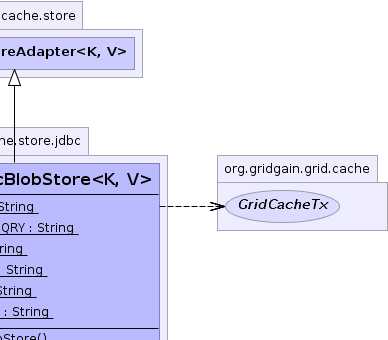 cache.store
reAdapter<K, V>
he.store.jdbc
cBlobStore<K, V>
String
QRY : String
ring
: String
String
: String
bStore()
org.gridgain.grid.cache
GridCacheTx